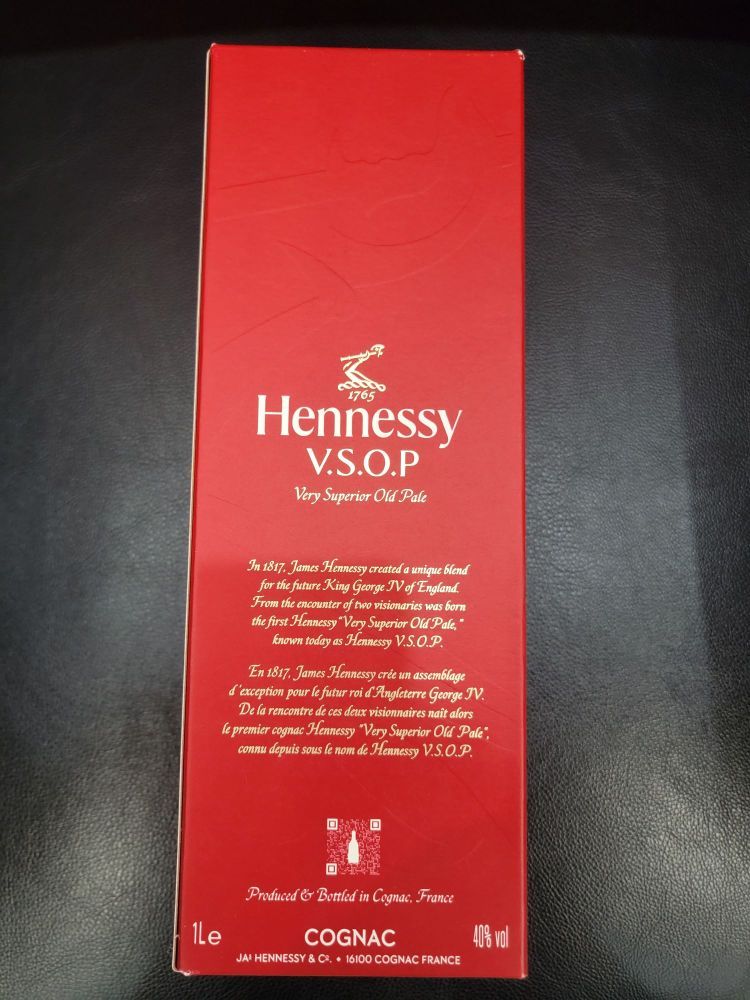 1765
Hennessy
V.S.O.P
Very Superior Old Pale
In 1817, James Hennessy created a unique blend
for the future King George IV of England.
From the encounter of two visionaries was born
the first Hennessy "Very Superior Old Pale,"
known today as Hennessy V.S.O.P.
En 1817, James Hennessy crée un assemblage
d'exception pour le futur roi d'Angleterre George IV.
De la rencontre de ces deux visionnaires naît alors
le premier cognac Hennessy "Very Superior Old Pale",
connu depuis sous le nom de Hennessy V.S.O.P.
Produced & Bottled in Cognac, France
1Le COGNAC 40% vol
JAS HENNESSY & Co. • 16100 COGNAC FRANCE